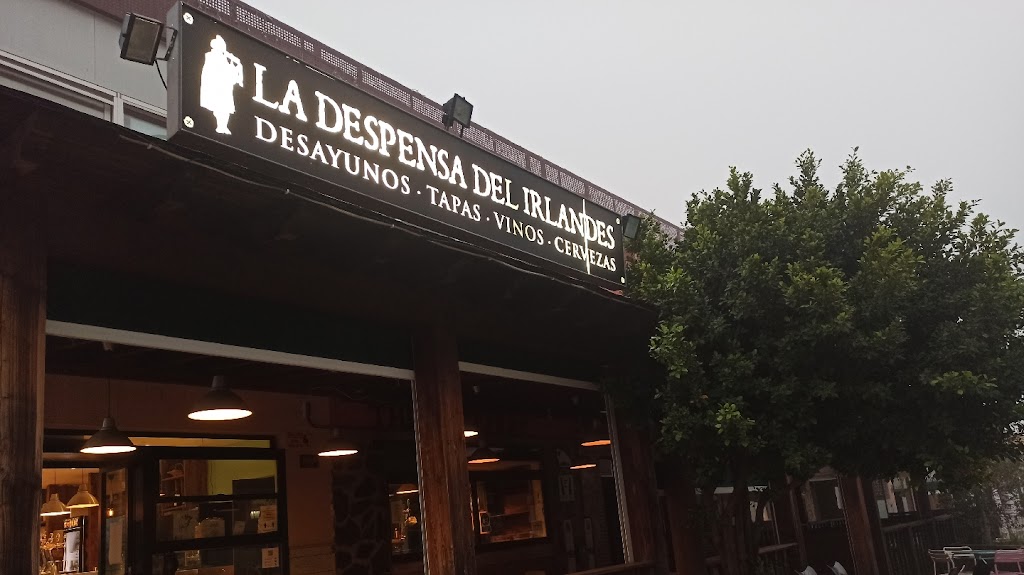 LA DESPENSA DEL IRLANDES
DESAYUNOS · TAPAS · VINOS · CERVEZAS